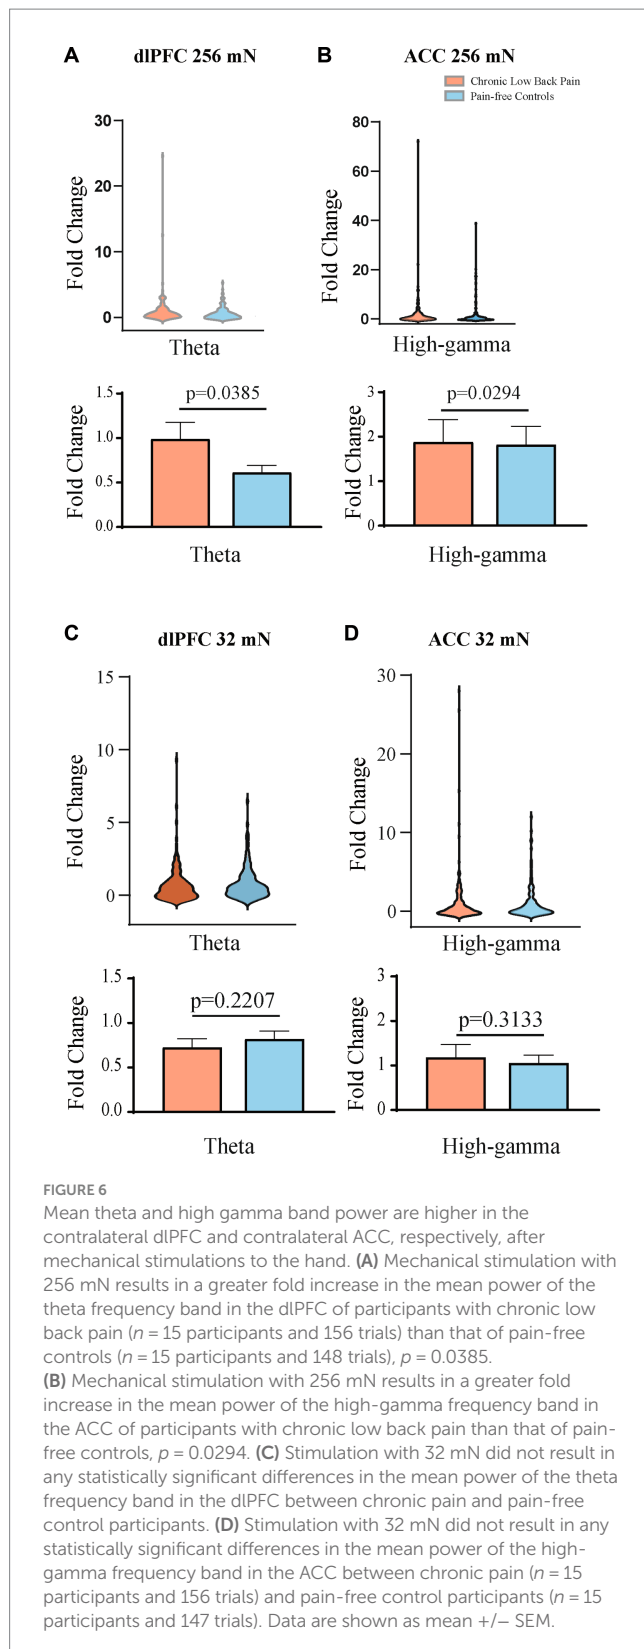 A dlPFC 256 mN
B ACC 256 mN
Chronic Low Back Pain
Pain-free Controls
Fold Change
30
20
10
0
Theta
Fold Change
80
60
40
20
0
High-gamma
Fold Change
1.5
1.0
0.5
0.0
p=0.0385
Theta
Fold Change
3
2
1
0
p=0.0294
High-gamma
C dlPFC 32 mN
D ACC 32 mN
Fold Change
15
10
5
0
Theta
Fold Change
30
20
10
0
High-gamma
Fold Change
1.5
1.0
0.5
0.0
p=0.2207
Theta
Fold Change
3
2
1
0
p=0.3133
High-gamma
FIGURE 6
Mean theta and high gamma band power are higher in the
contralateral dlPFC and contralateral ACC, respectively, after
mechanical stimulations to the hand. (A) Mechanical stimulation with
256 mN results in a greater fold increase in the mean power of the
theta frequency band in the dlPFC of participants with chronic low
back pain (n = 15 participants and 156 trials) than that of pain-free
controls (n = 15 participants and 148 trials), p = 0.0385.
(B) Mechanical stimulation with 256 mN results in a greater fold
increase in the mean power of the high-gamma frequency band in
the ACC of participants with chronic low back pain than that of pain-
free controls, p = 0.0294. (C) Stimulation with 32 mN did not result in
any statistically significant differences in the mean power of the theta
frequency band in the dlPFC between chronic pain and pain-free
control participants. (D) Stimulation with 32 mN did not result in any
statistically significant differences in the mean power of the high-
gamma frequency band in the ACC between chronic pain (n = 15
participants and 156 trials) and pain-free control participants (n = 15
participants and 147 trials). Data are shown as mean +/− SEM.